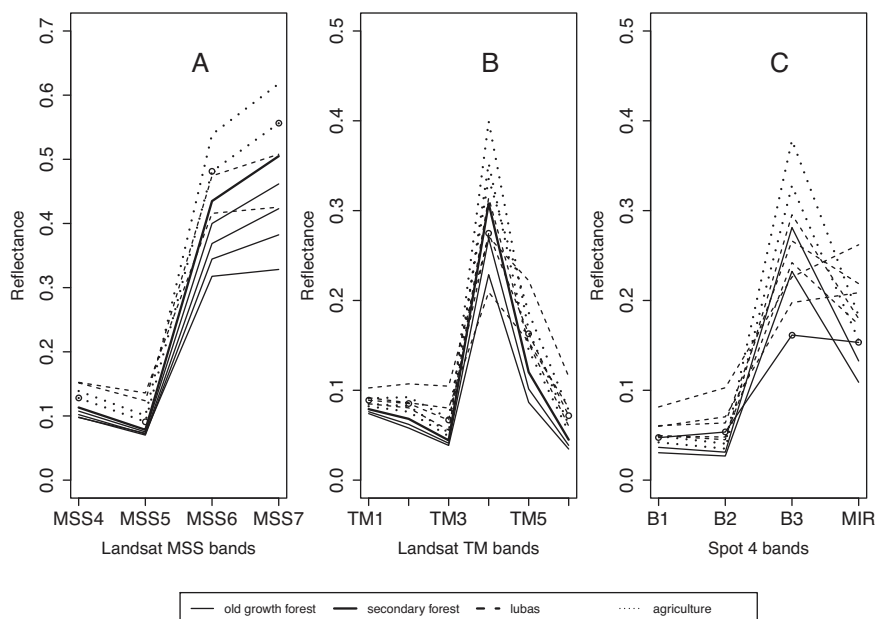 A
B
C
Reflectance
0.0
0.1
0.2
0.3
0.4
0.5
0.6
0.7
MSS4
MSS5
MSS6
MSS7
Landsat MSS bands
Reflectance
0.0
0.1
0.2
0.3
0.4
0.5
TM1
TM3
TM5
Landsat TM bands
Reflectance
0.0
0.1
0.2
0.3
0.4
0.5
B1
B2
B3
MIR
Spot 4 bands
old growth forest
secondary forest
lubas
agriculture